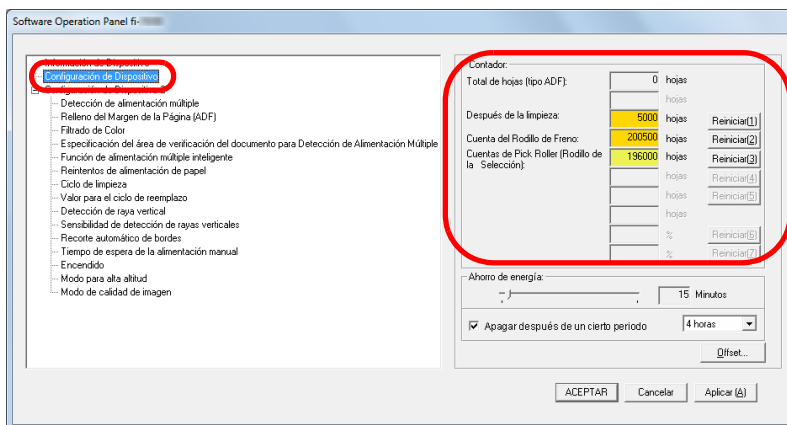 Software Operation Panel fi-
Información de Dispositivo
Configuración de Dispositivo
Configuración de Dispositivo 2
Detección de alimentación múltiple
Relleno del Margen de la Página (ADF)
Filtrado de Color
Especificación del área de verificación del documento para Detección de Alimentación Múltiple
Función de alimentación múltiple inteligente
Reintentos de alimentación de papel
Ciclo de limpieza
Valor para el ciclo de reemplazo
Detección de raya vertical
Sensibilidad de detección de rayas verticales
Recorte automático de bordes
Tiempo de espera de la alimentación manual
Encendido
Modo para alta altitud
Modo de calidad de imagen
Contador:
Total de hojas (tipo ADF): 0 hojas
hojas
Después de la limpieza: 5000 hojas Reiniciar(1)
Cuenta del Rodillo de Freno: 200500 hojas Reiniciar(2)
Cuentas de Pick Roller (Rodillo de 196000 hojas Reiniciar(3)
la Selección):
hojas Reiniciar(4)
hojas Reiniciar(5)
hojas
% Reiniciar(6)
% Reiniciar(7)
Ahorro de energía:
15 Minutos
Apagar después de un cierto periodo 4 horas
Offset...
ACEPTAR Cancelar Aplicar (A)